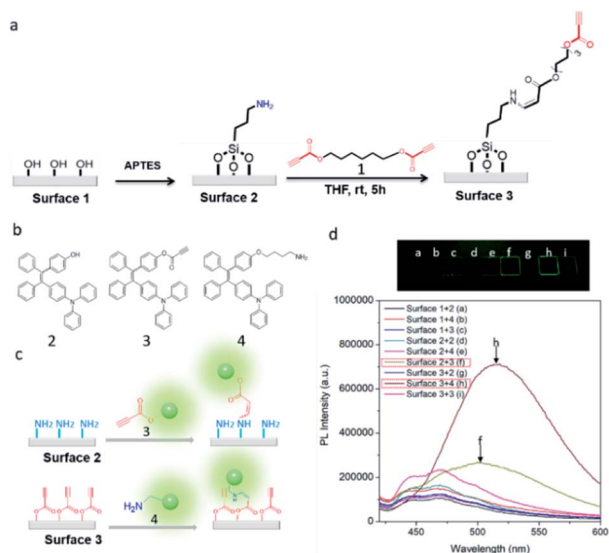 a
OH OH OH
Surface 1
APTES
NH₂
Si
O O O
Surface 2
1
THF, rt, 5h
O
O
O
3
O
H
N
Si
O O O
Surface 3
b
OH
N
2
O
O
N
3
O
NH₂
N
4
c
NH₂ NH₂ NH₂
Surface 2
3
NH₂ NH NH₂
Surface 3
H₂N
4
d
a b c d e f g h i
PL Intensity (a.u.)
1000000
800000
600000
400000
200000
0
Surface 1+2 (a)
Surface 1+4 (b)
Surface 1+3 (c)
Surface 2+2 (d)
Surface 2+4 (e)
Surface 2+3 (f)
Surface 3+2 (g)
Surface 3+4 (h)
Surface 3+3 (i)
h
f
450 500 550 600
Wavelength (nm)